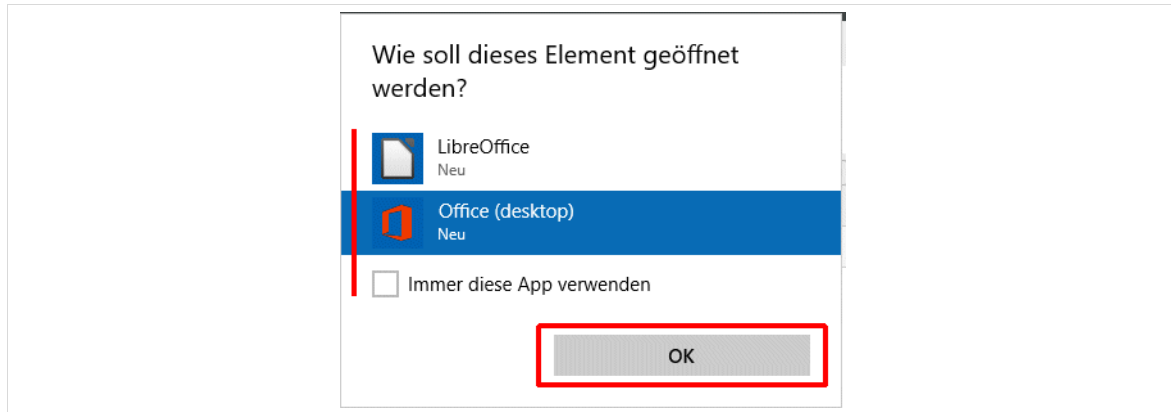 Wie soll dieses Element geöffnet
werden?
LibreOffice
Neu
Office (desktop)
Neu
Immer diese App verwenden
OK